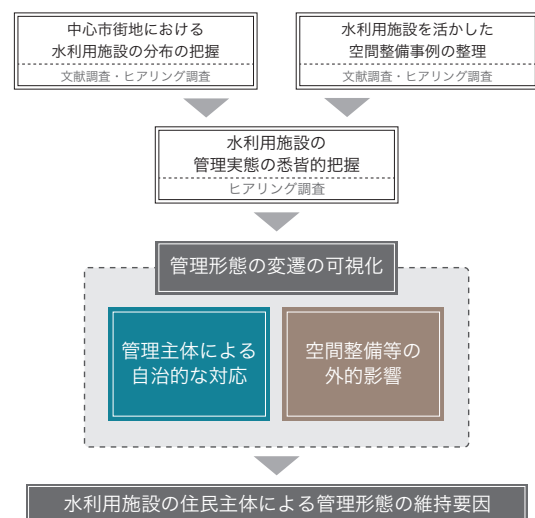 中心市街地における
水利用施設の分布の把握
文献調査・ヒアリング調査
水利用施設を活かした
空間整備事例の整理
文献調査・ヒアリング調査
水利用施設の
管理実態の悉皆的把握
ヒアリング調査
管理形態の変遷の可視化
管理主体による
自治的な対応
空間整備等の
外的影響
水利用施設の住民主体による管理形態の維持要因